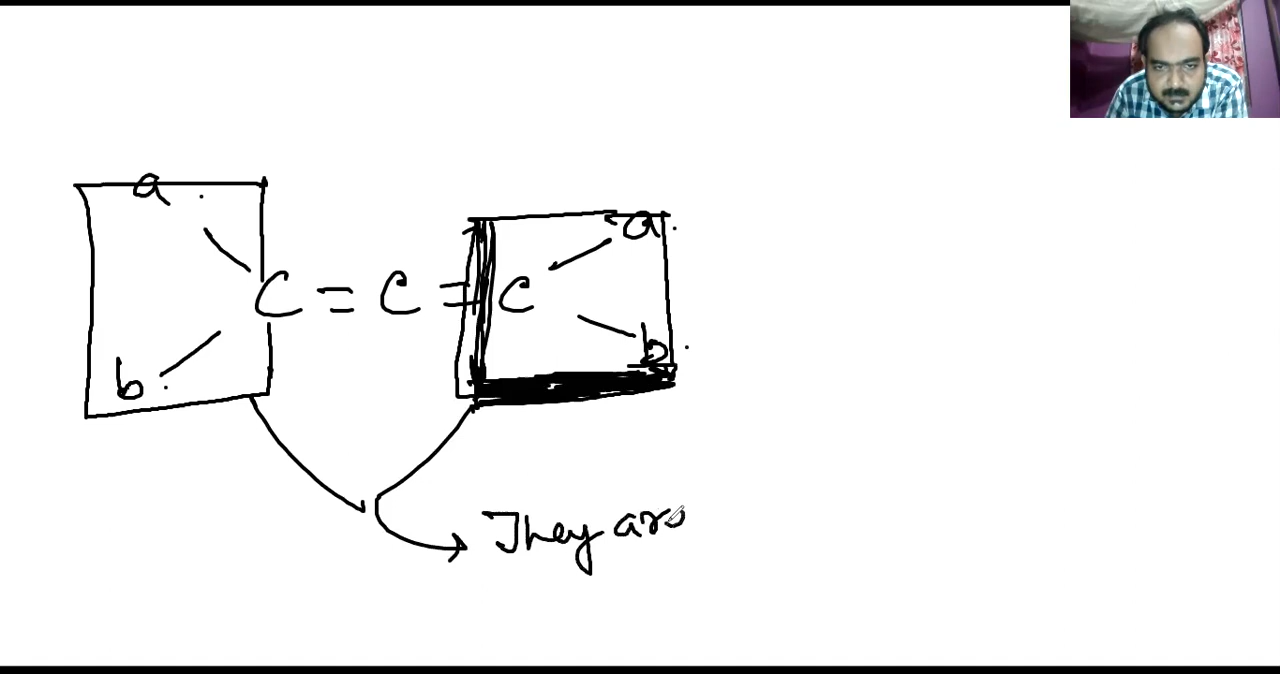 a a
C = C = C
b b
They are